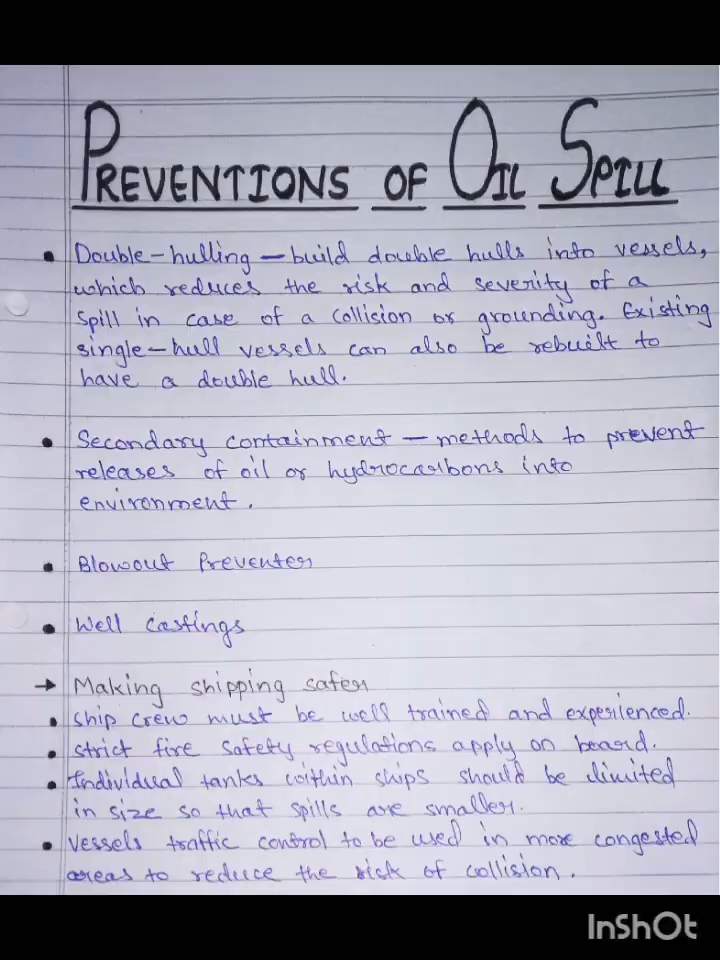 PREVENTIONS OF OIL SPILL
• Double-hulling - build double hulls into vessels,
which reduces the risk and severity of a
spill in case of a collision or grounding. Existing
single-hull vessels can also be rebuilt to
have a double hull.
• Secondary containment - methods to prevent
releases of oil or hydrocarbons into
environment.
• Blowout Preventer
• Well castings
→ Making shipping safer
• ship crew must be well trained and experienced.
• strict fire safety regulations apply on board.
• Individual tanks within ships should be limited
in size so that spills are smaller.
• Vessels traffic control to be used in more congested
areas to reduce the risk of collision.
InShOt